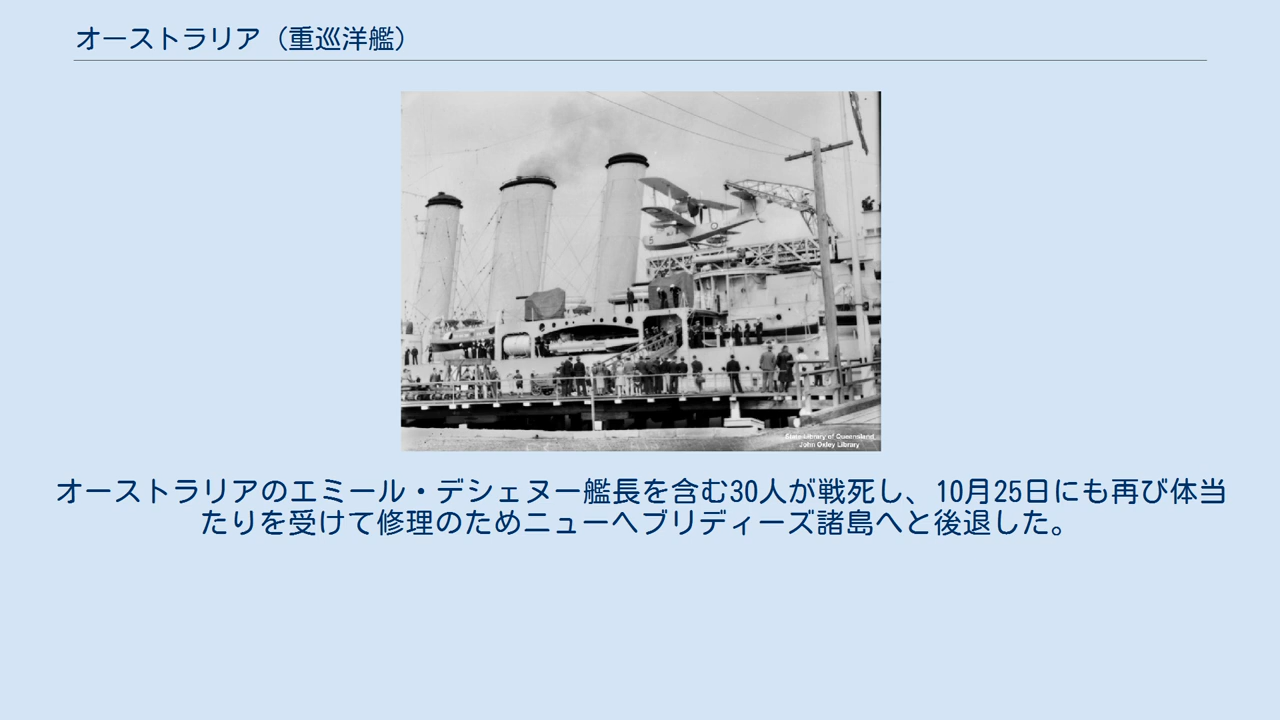 オーストラリア（重巡洋艦）
State Library of Queensland
John Oxley Library
オーストラリアのエミール・デシェヌー艦長を含む30人が戦死し、10月25日にも再び体当
たりを受けて修理のためニューヘブリディーズ諸島へと後退した。